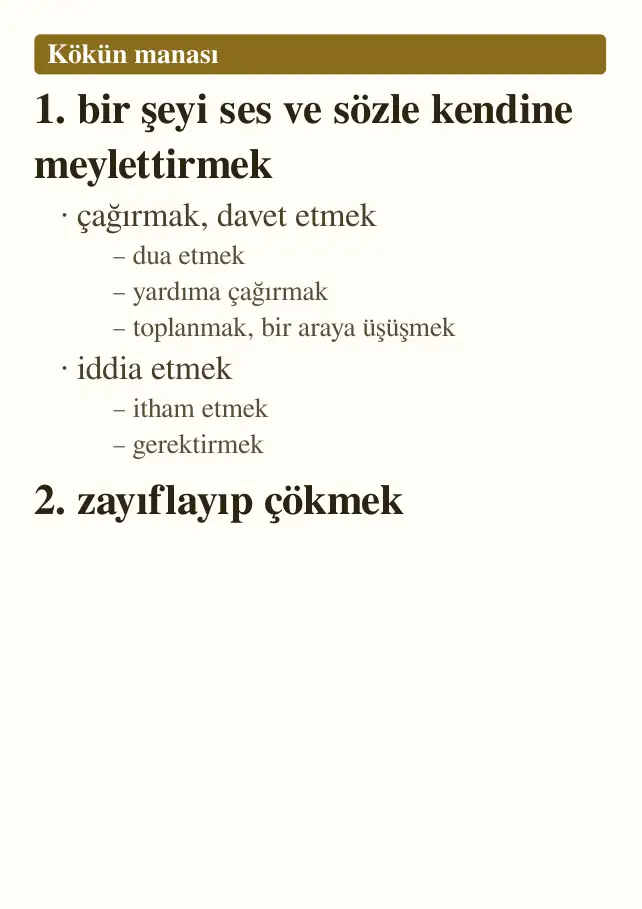 Kökün manası
1. bir şeyi ses ve sözle kendine
meylettirmek
· çağırmak, davet etmek
– dua etmek
– yardıma çağırmak
– toplanmak, bir araya üşüşmek
· iddia etmek
– itham etmek
– gerektirmek
2. zayıflayıp çökmek